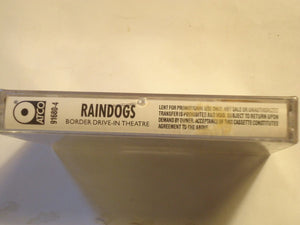 ATCO
91680-4
RAINDOGS
BORDER DRIVE-IN THEATRE
LENT FOR PROMOTIONAL USE ONLY. ANY SALE OR UNAUTHORIZED
TRANSFER IS PROHIBITED AND VOID. SUBJECT TO RETURN UPON
DEMAND BY OWNER. ACCEPTANCE OF THIS CASSETTE CONSTITUTES
AGREEMENT TO THE ABOVE.